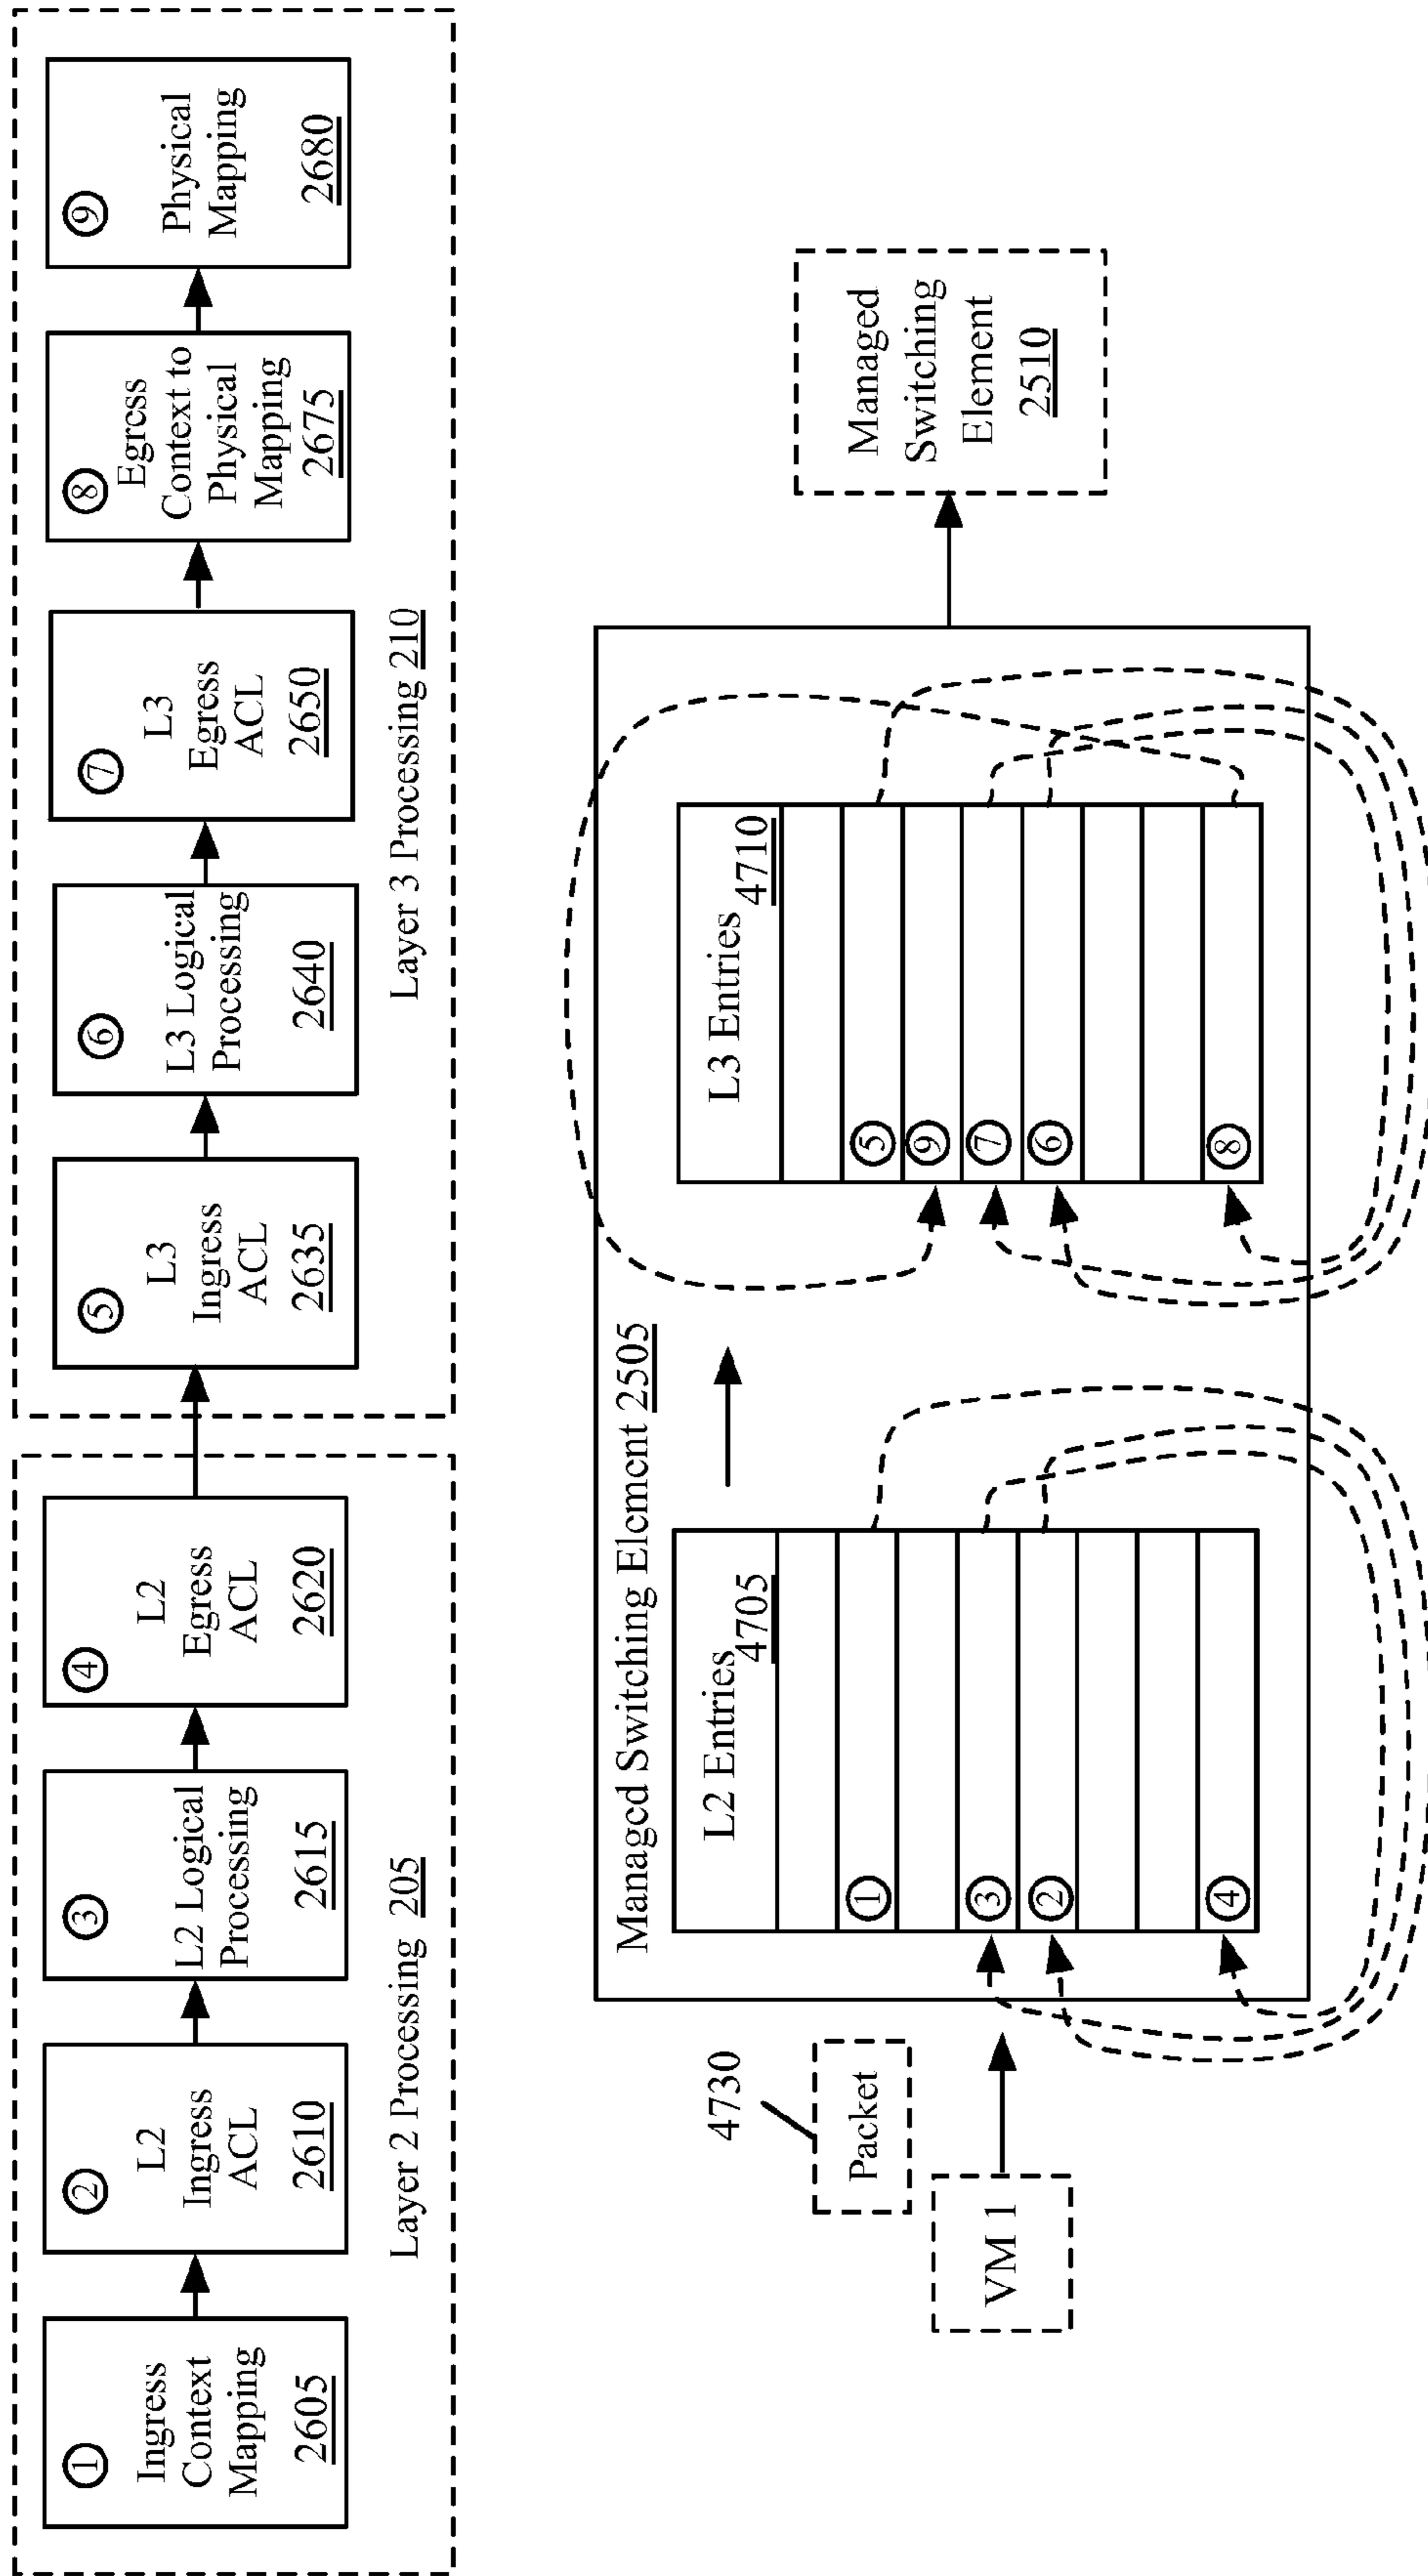 ①
Ingress
Context
Mapping
2605
②
L2
Ingress
ACL
2610
③
L2 Logical
Processing
2615
④
L2
Egress
ACL
2620
Layer 2 Processing 205
⑤
L3
Ingress
ACL
2635
⑥
L3 Logical
Processing
2640
⑦
L3
Egress
ACL
2650
⑧
Egress
Context to
Physical
Mapping
2675
⑨
Physical
Mapping
2680
Layer 3 Processing 210
Managed Switching Element 2505
4730
Packet
VM 1
L2 Entries
4705
①
③
②
④
L3 Entries
4710
⑤
⑨
⑦
⑥
⑧
Managed
Switching
Element
2510